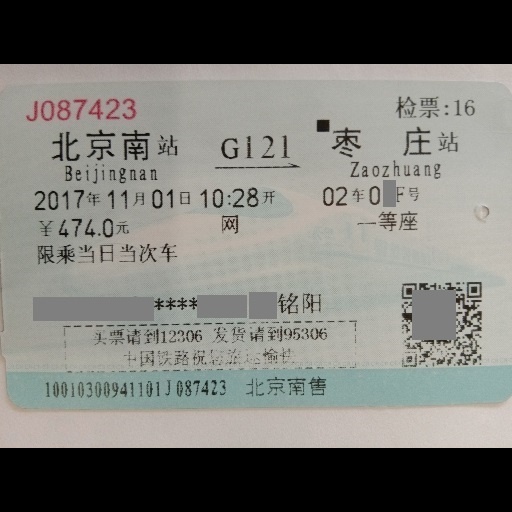 J087423 检票:16
北京南站 G121 枣庄站
Beijingnan Zaozhuang
2017年11月01日10:28开 02车0 F号
￥474.0元 网 一等座
限乘当日当次车
**** 铭阳
买票请到12306 发货请到95306
中国铁路祝您旅途愉快
10010300941101J087423 北京南售